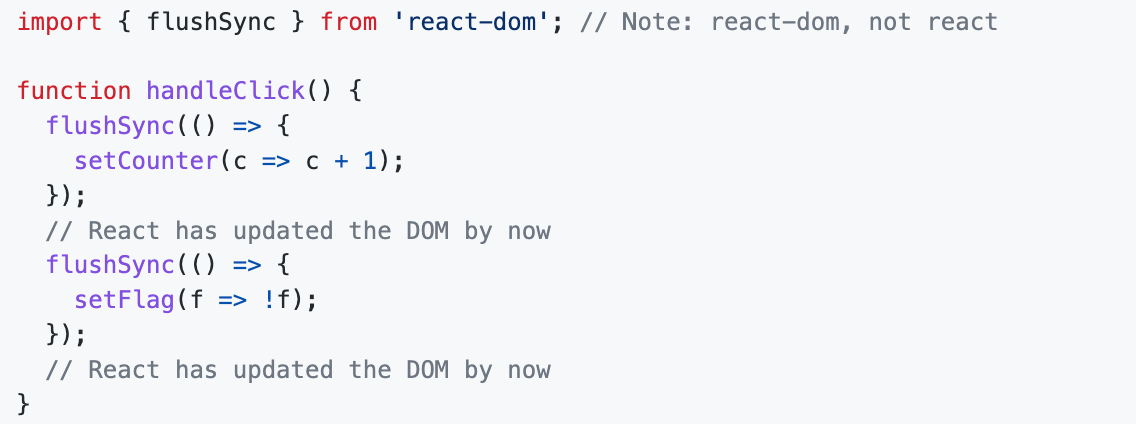 import { flushSync } from 'react-dom'; // Note: react-dom, not react

function handleClick() {
  flushSync(() => {
    setCounter(c => c + 1);
  });
  // React has updated the DOM by now
  flushSync(() => {
    setFlag(f => !f);
  });
  // React has updated the DOM by now
}